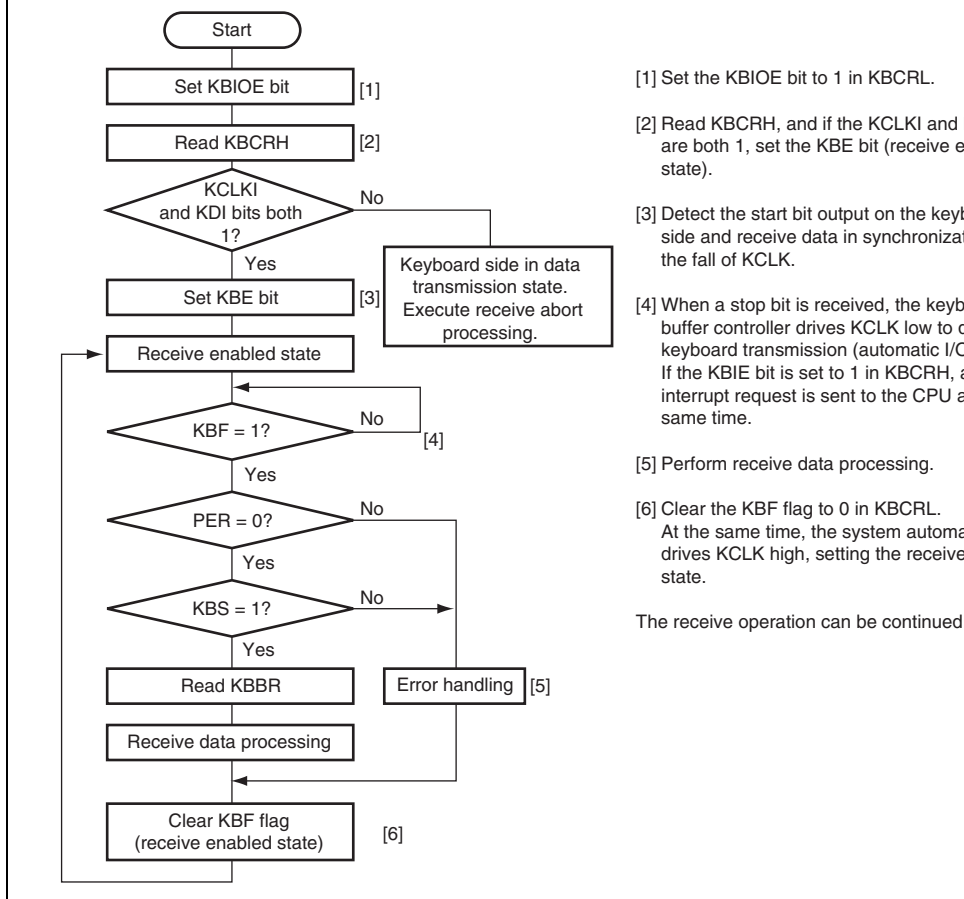 Start
Set KBIOE bit
[1]
Read KBCRH
[2]
KCLKI
and KDI bits both
1?
No
Yes
Keyboard side in data
transmission state.
Execute receive abort
processing.
Set KBE bit
[3]
Receive enabled state
KBF = 1?
No
[4]
Yes
PER = 0?
No
Yes
KBS = 1?
No
Yes
Read KBBR
Error handling
[5]
Receive data processing
Clear KBF flag
(receive enabled state)
[6]
[1] Set the KBIOE bit to 1 in KBCRL.
[2] Read KBCRH, and if the KCLKI and
are both 1, set the KBE bit (receive
state).
[3] Detect the start bit output on the
side and receive data in
the fall of KCLK.
[4] When a stop bit is received, the
buffer controller drives KCLK low to
keyboard transmission (automatic
If the KBIE bit is set to 1 in KBCRH,
interrupt request is sent to the CPU
same time.
[5] Perform receive data processing.
[6] Clear the KBF flag to 0 in KBCRL.
At the same time, the system
drives KCLK high, setting the receive
state.
The receive operation can be continued